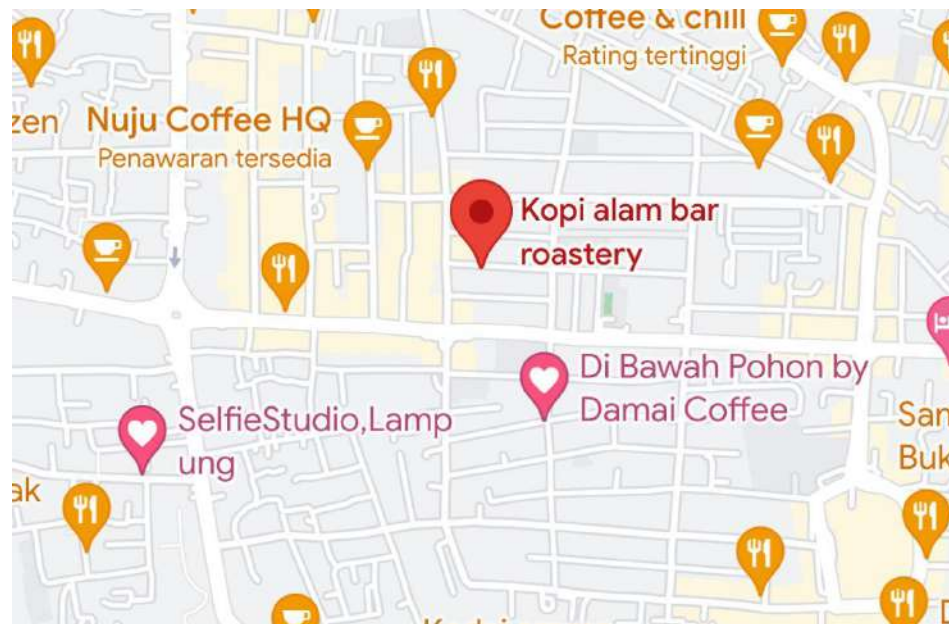 Coffee & chill
Rating tertinggi
zen
Nuju Coffee HQ
Penawaran tersedia
Kopi alam bar
roastery
Di Bawah Pohon by
Damai Coffee
SelfieStudio,Lamp
ung
San
Buk
ak